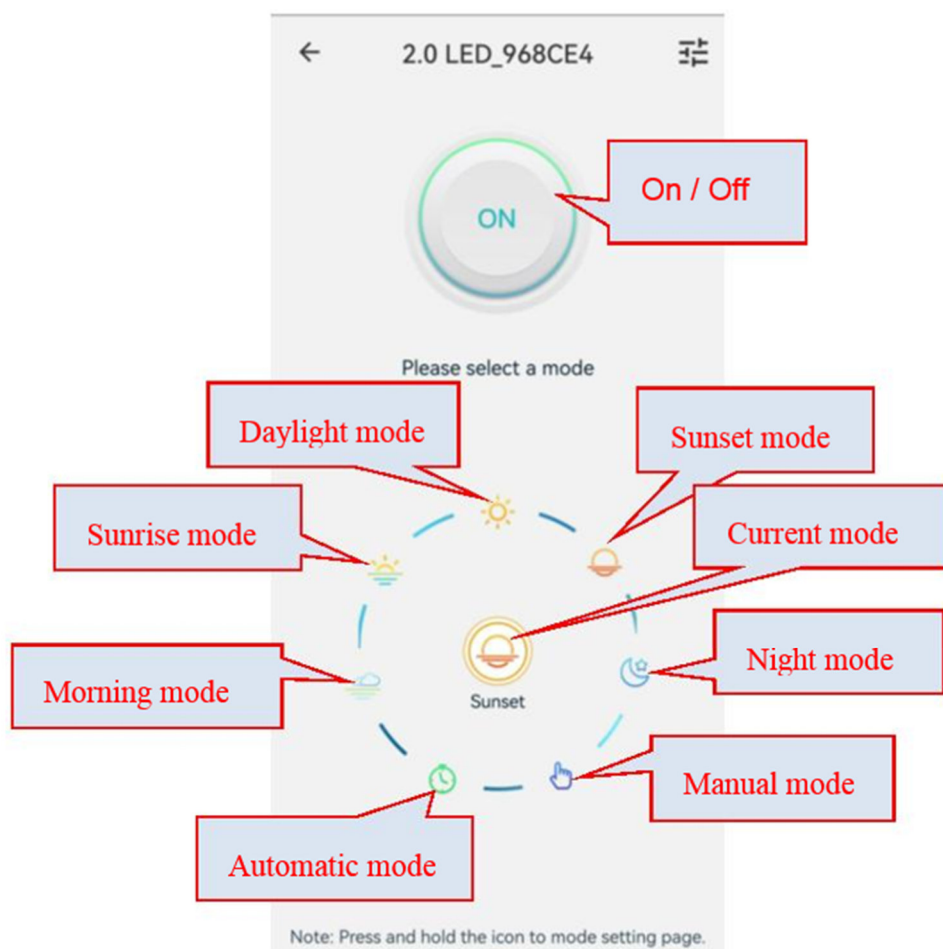 2.0 LED_968CE4
ON
On / Off
Please select a mode
Daylight mode
Sunset mode
Sunrise mode
Current mode
Morning mode
Sunset
Night mode
Manual mode
Automatic mode
Note: Press and hold the icon to mode setting page.